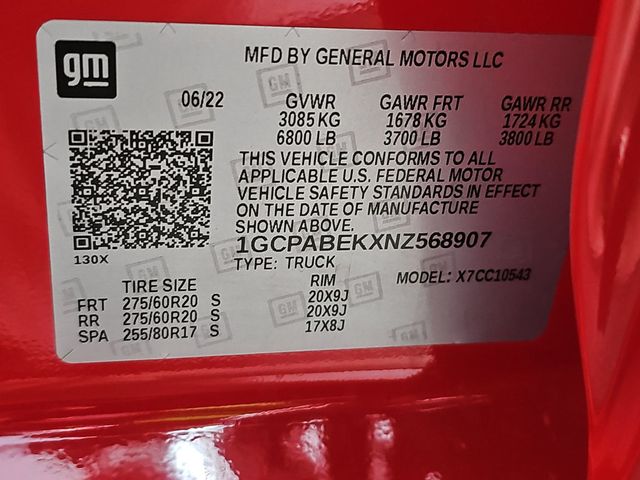 gm
MFD BY GENERAL MOTORS LLC
06/22 GVWR GAWR FRT GAWR RR
3085 KG 1678 KG 1724 KG
6800 LB 3700 LB 3800 LB
THIS VEHICLE CONFORMS TO ALL
APPLICABLE U.S. FEDERAL MOTOR
VEHICLE SAFETY STANDARDS IN EFFECT
ON THE DATE OF MANUFACTURE
SHOWN ABOVE.
1GCPABEKXNZ568907
130X
TYPE: TRUCK
MODEL: X7CC10543
TIRE SIZE RIM
FRT 275/60R20 S 20X9J
RR 275/60R20 S 20X9J
SPA 255/80R17 S 17X8J